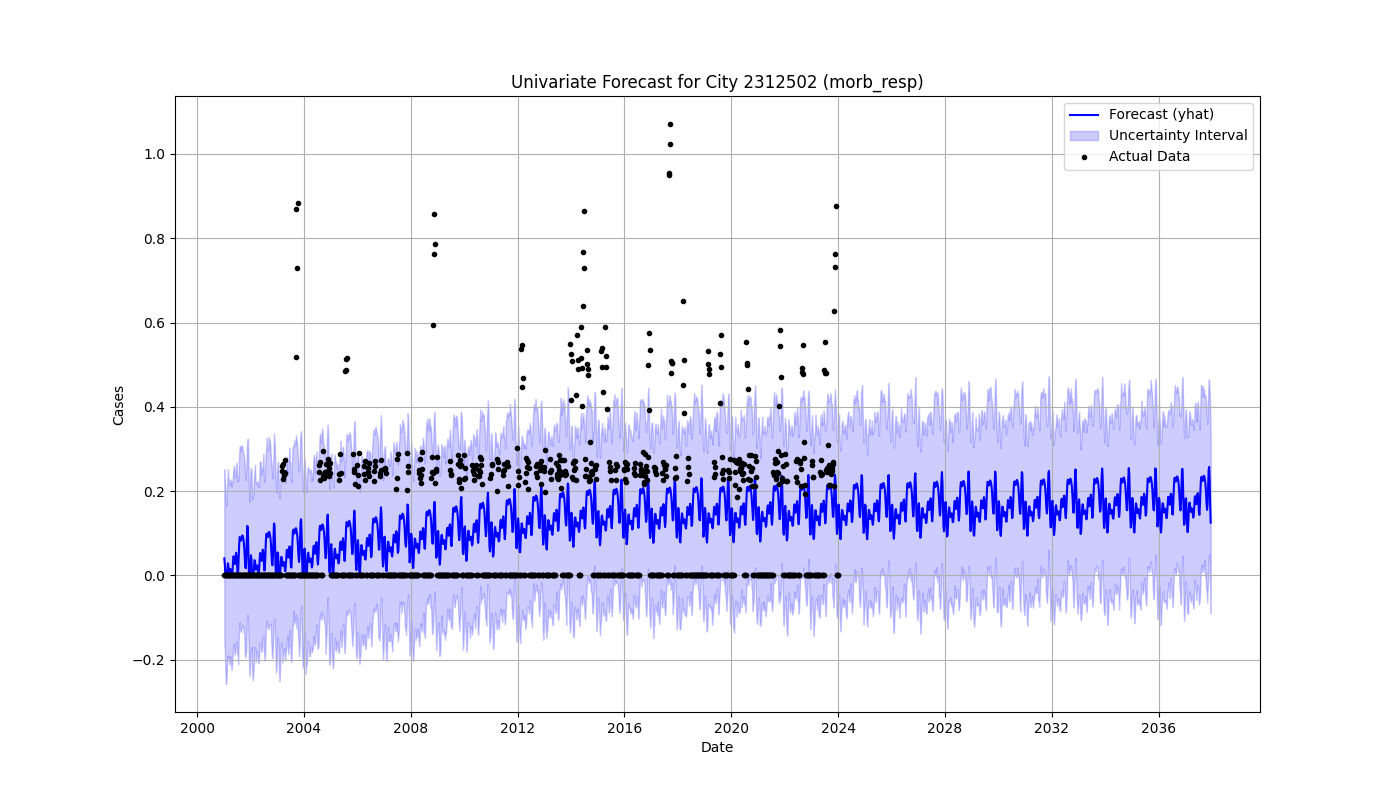 Univariate Forecast for City 2312502 (morb_resp)
Forecast (yhat)
Uncertainty Interval
Actual Data
Cases
1.0
0.8
0.6
0.4
0.2
0.0
−0.2
2000 2004 2008 2012 2016 2020 2024 2028 2032 2036
Date